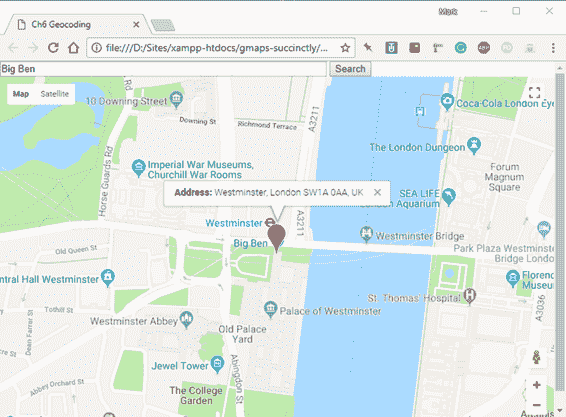 Mark
Ch6 Geocoding
file:///D:/Sites/xampp-htdocs/gmaps-succinctly/...
Big Ben
Search
Map
Satellite
10 Downing Street
Downing St
Richmond Terrace
A3211
Coca-Cola London Eye
Horse Guards Rd
Imperial War Museums,
Churchill War Rooms
The London Dungeon
Forum
Magnum
Square
Address: Westminster, London SW1A 0AA, UK
SEA LIFE
London Aquarium
Westminster
A3211
Big Ben
Westminster Bridge
Park Plaza Westminster
Bridge London
Old Queen St
Central Hall Westminster
St. Thomas' Hospital
Florence
Museum
A3036
Tothill St
Dean Farrar St
Westminster Abbey
Old Palace
Yard
Palace of Westminster
Jewel Tower
Abingdon St
Abbey Orchard St
The College
Garden